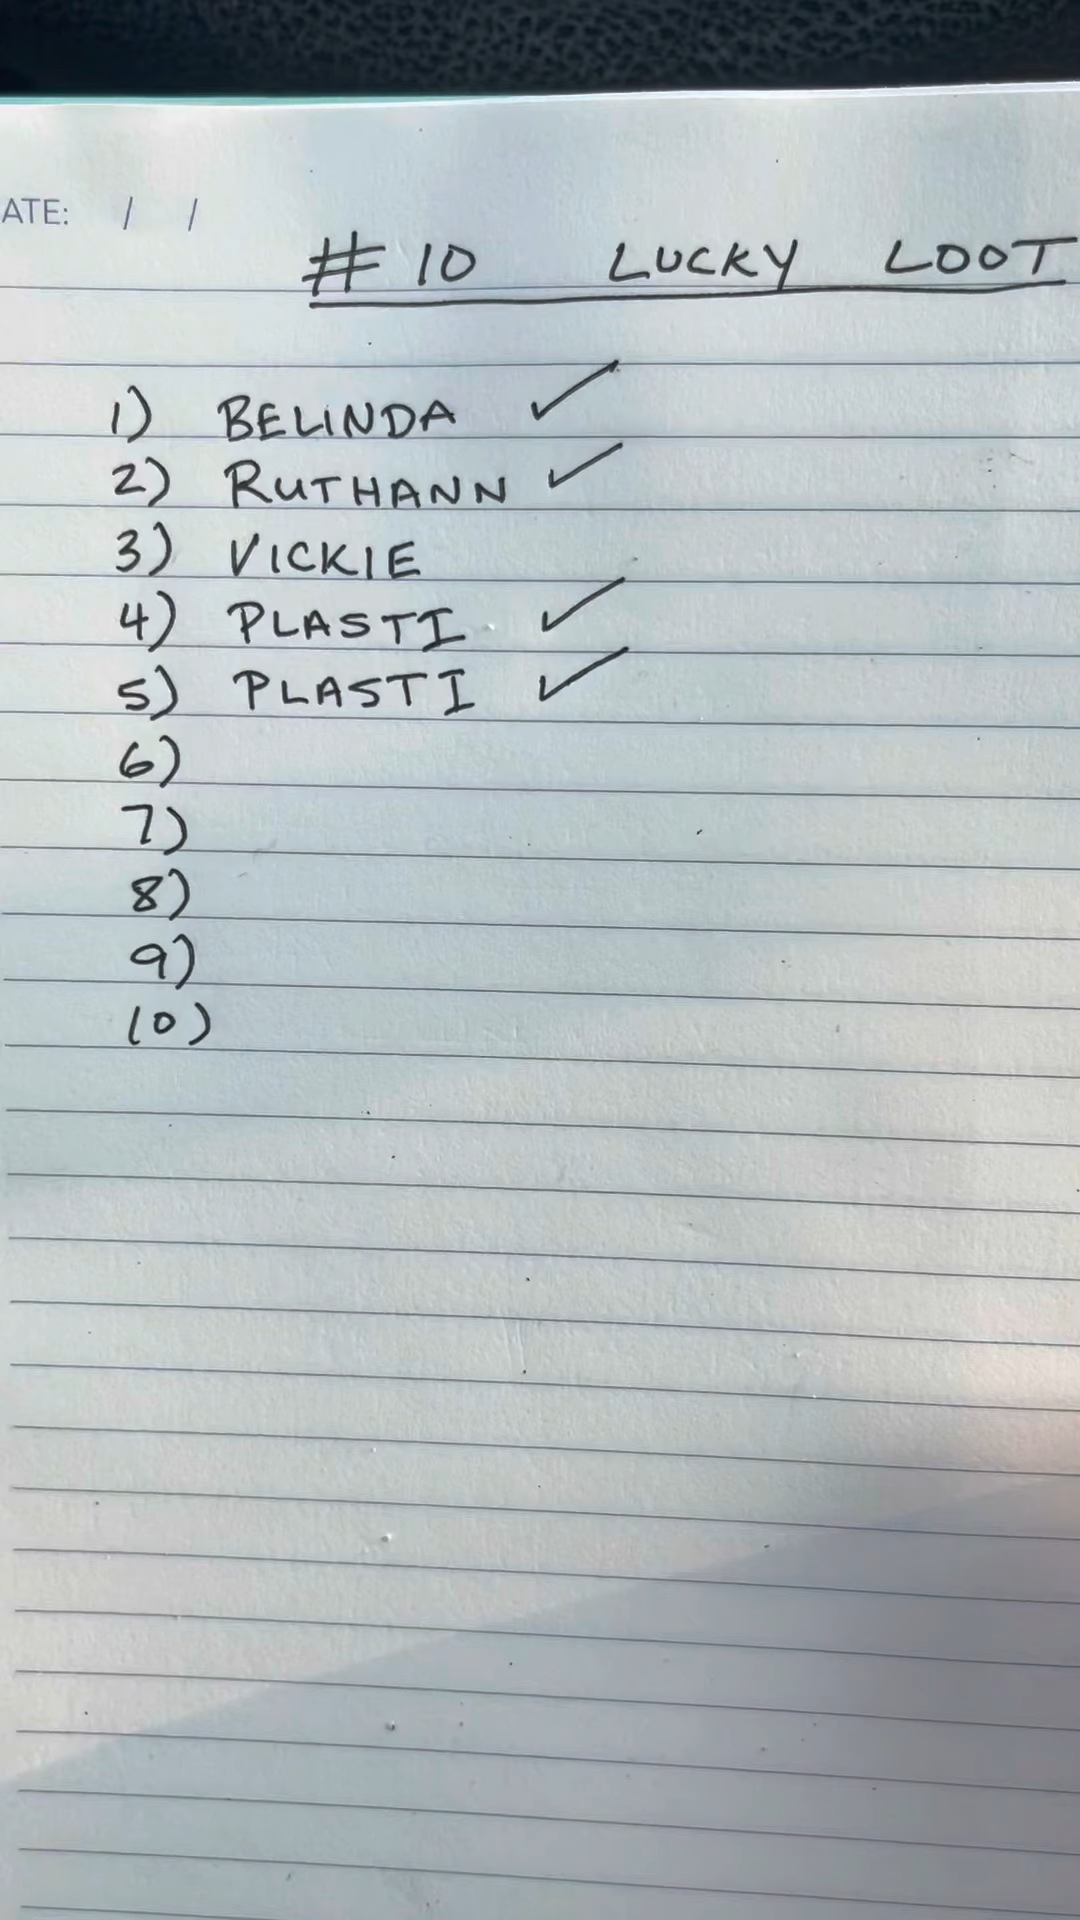 ATE: / /
# 10 LUCKY LOOT
1) BELINDA ✓
2) RUTHANN ✓
3) VICKIE
4) PLASTI ✓
5) PLASTI ✓
6)
7)
8)
9)
10)